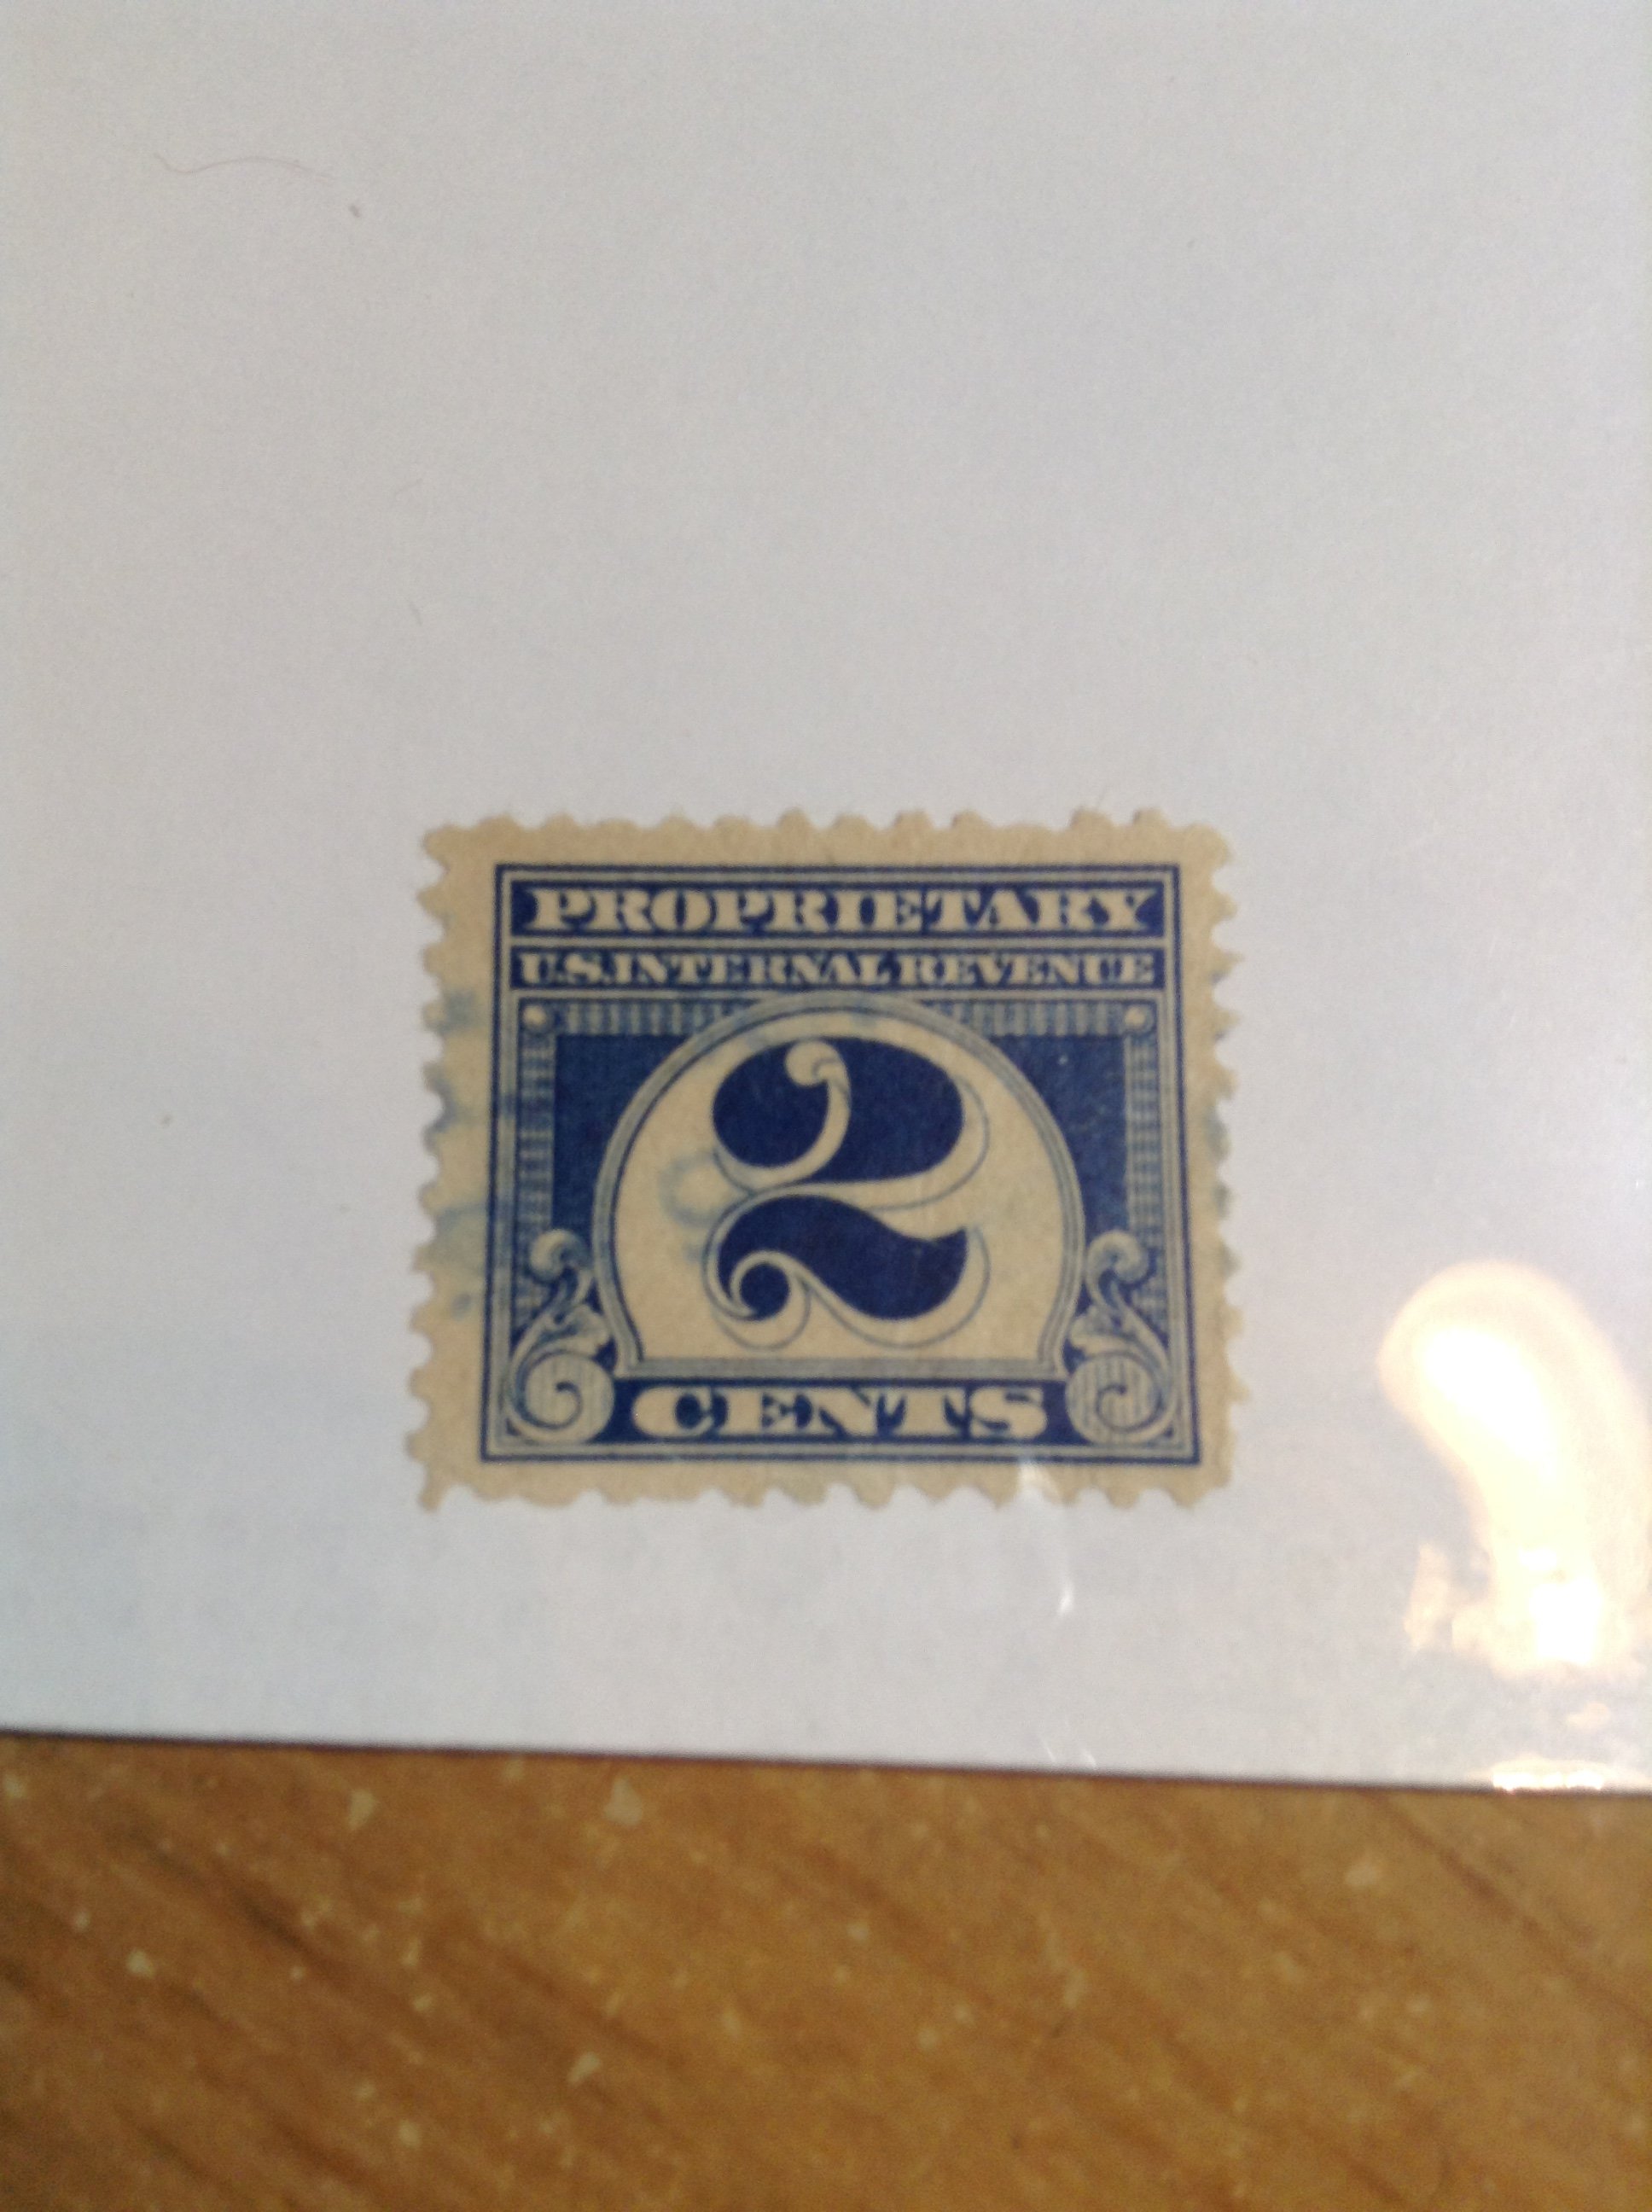 PROPRIETARY
U.S. INTERNAL REVENUE
2
CENTS